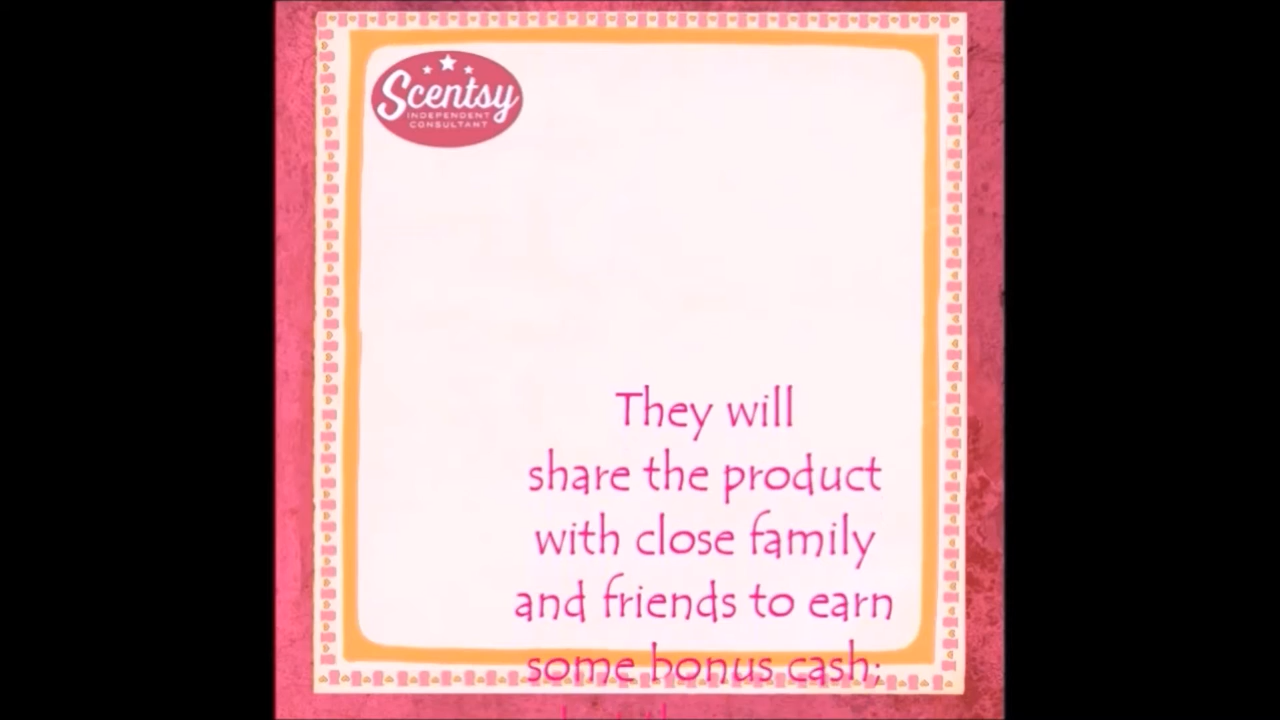 Scentsy
INDEPENDENT
CONSULTANT
They will
share the product
with close family
and friends to earn
some bonus cash;